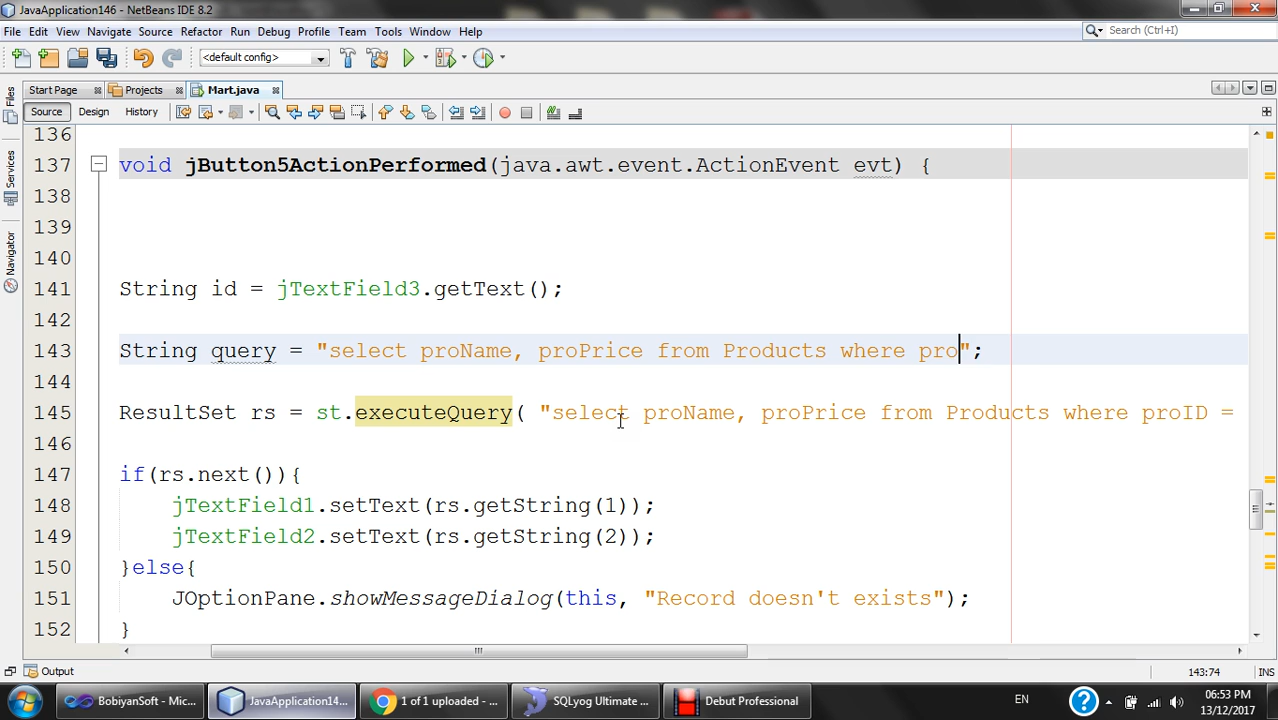 JavaApplication146 - NetBeans IDE 8.2
File Edit View Navigate Source Refactor Run Debug Profile Team Tools Window Help
Search (Ctrl+I)
<default config>
Start Page Projects Mart.java
Source Design History
Files
Services
Navigator
136
137 void jButton5ActionPerformed(java.awt.event.ActionEvent evt) {
138
139
140
141 String id = jTextField3.getText();
142
143 String query = "select proName, proPrice from Products where pro";
144
145 ResultSet rs = st.executeQuery( "select proName, proPrice from Products where proID =
146
147 if(rs.next()){
148 jTextField1.setText(rs.getString(1));
149 jTextField2.setText(rs.getString(2));
150 }else{
151 JOptionPane.showMessageDialog(this, "Record doesn't exists");
152 }
Output
143:74 INS
BobiyanSoft - Mic... JavaApplication14... 1 of 1 uploaded - ... SQLyog Ultimate ... Debut Professional
EN
06:53 PM
13/12/2017